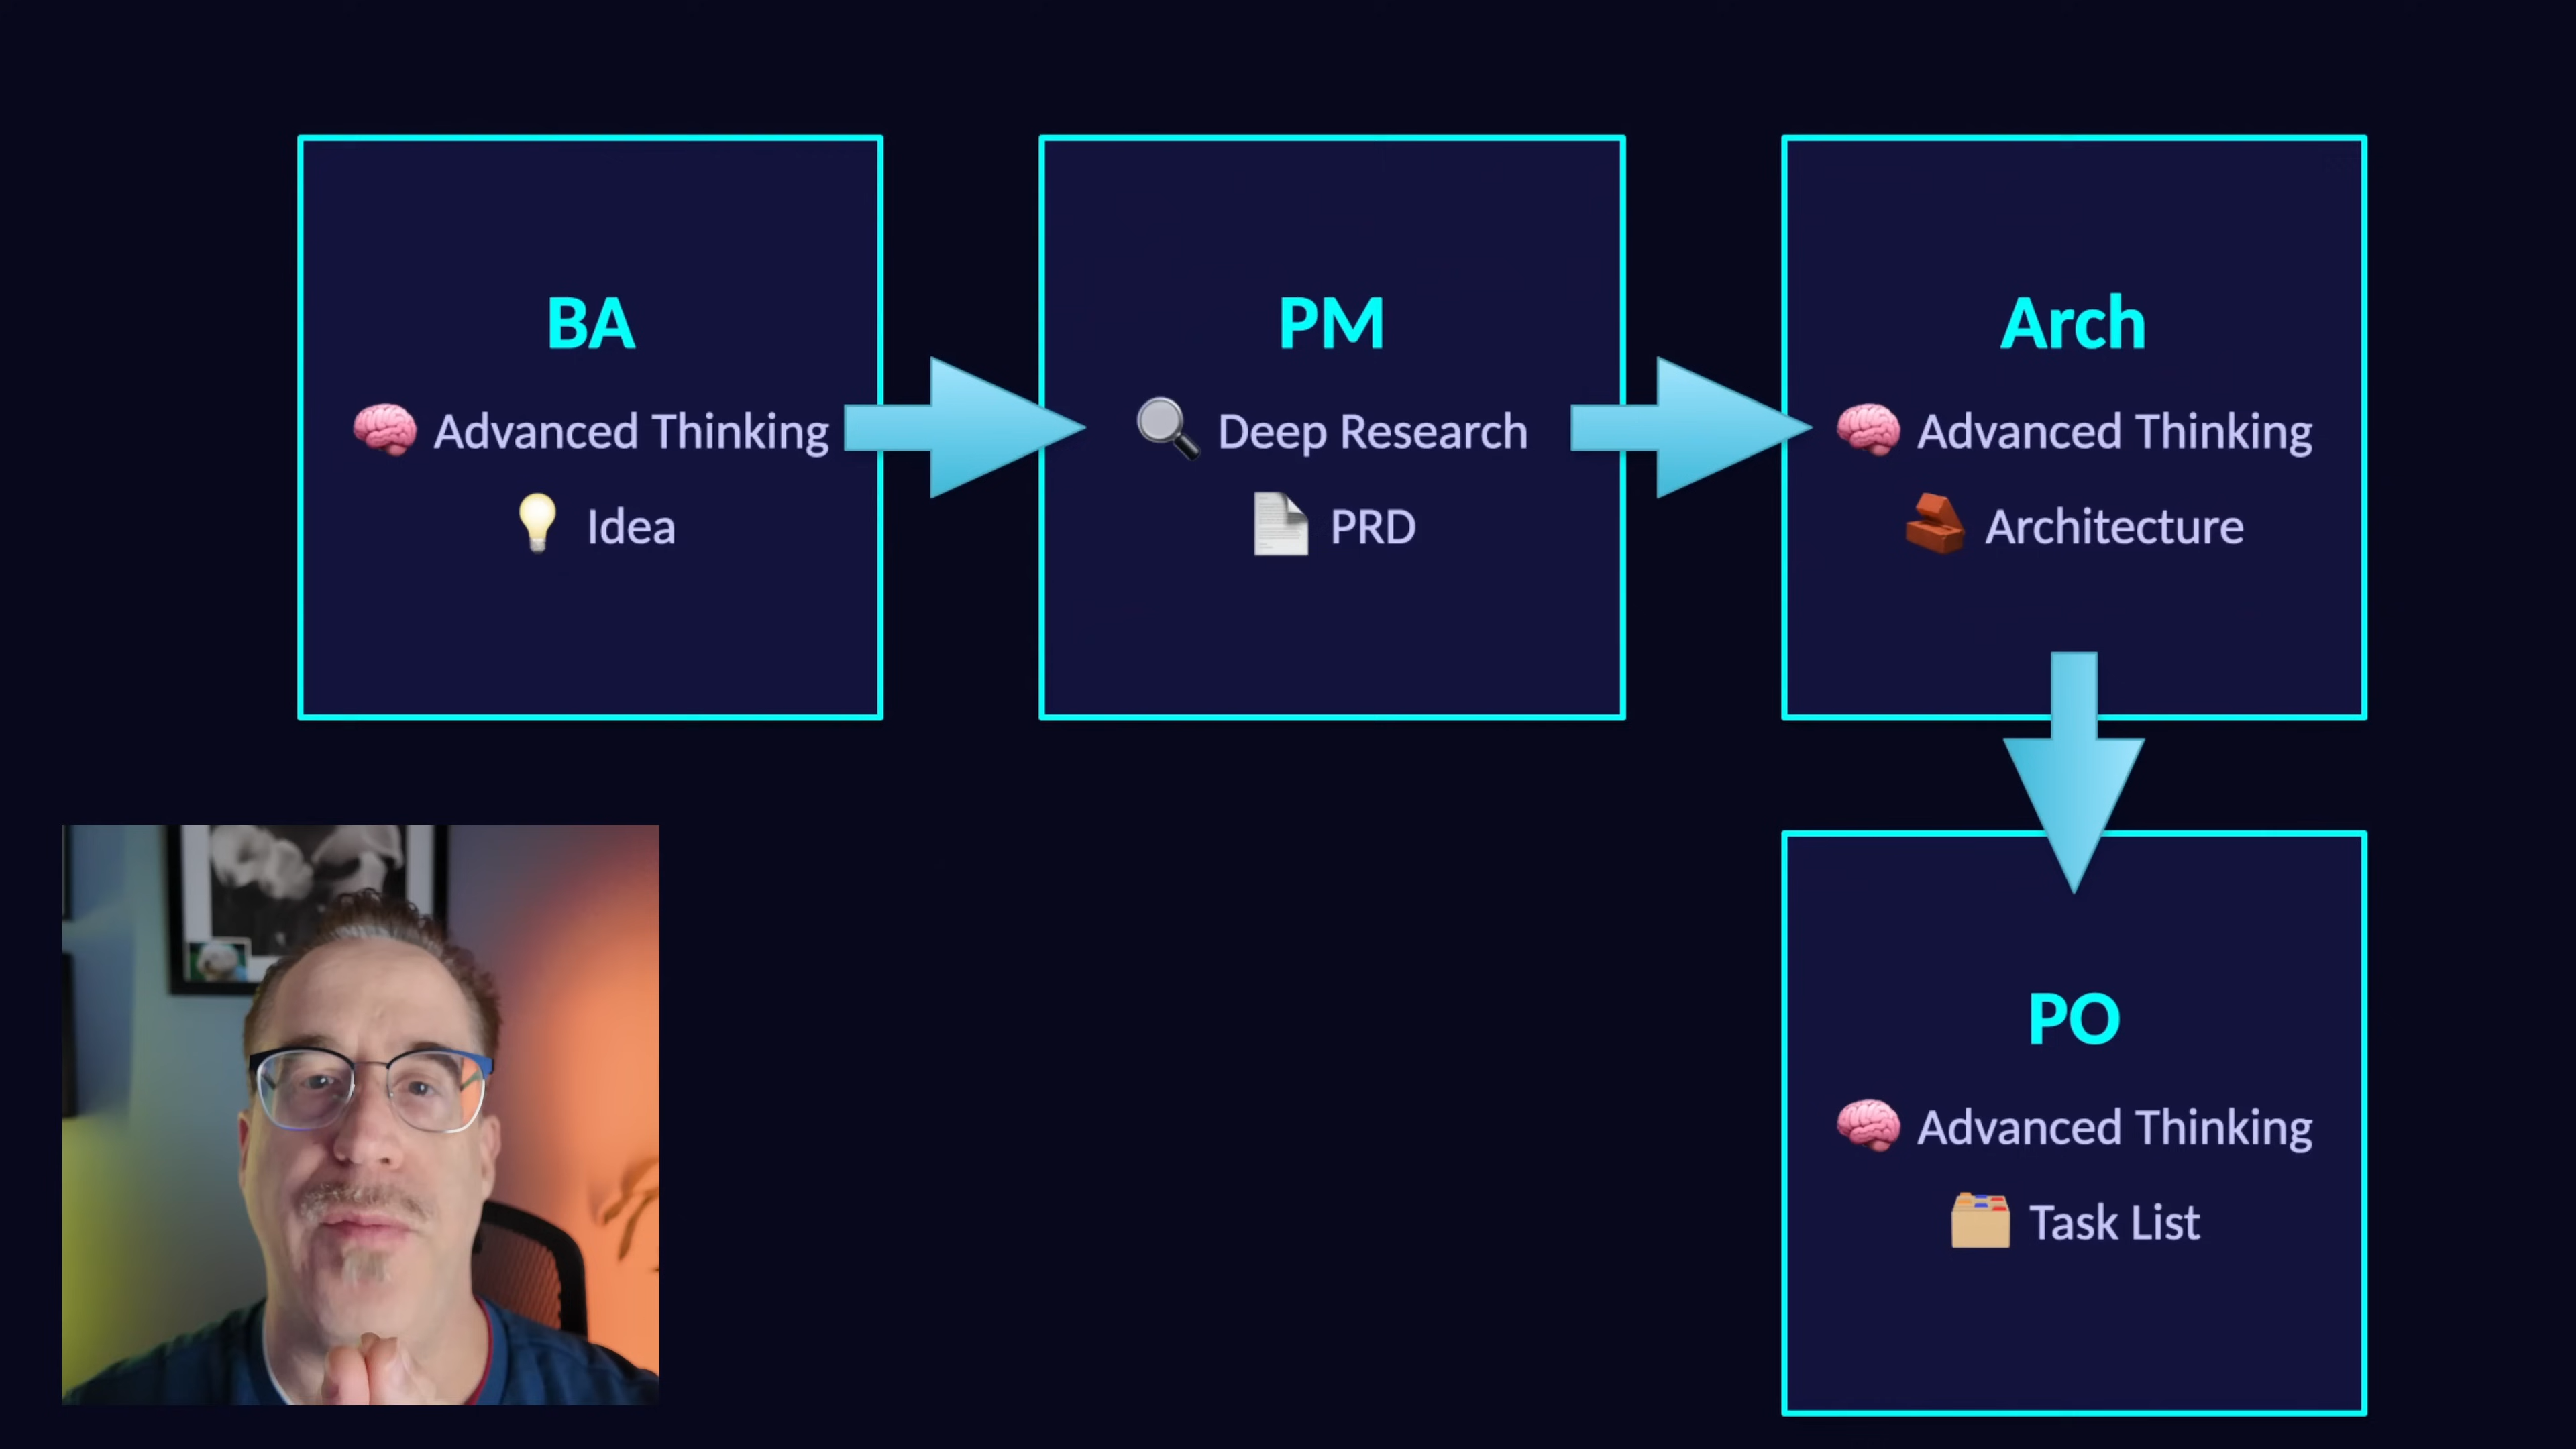 BA
Advanced Thinking
Idea
PM
Deep Research
PRD
Arch
Advanced Thinking
Architecture
PO
Advanced Thinking
Task List